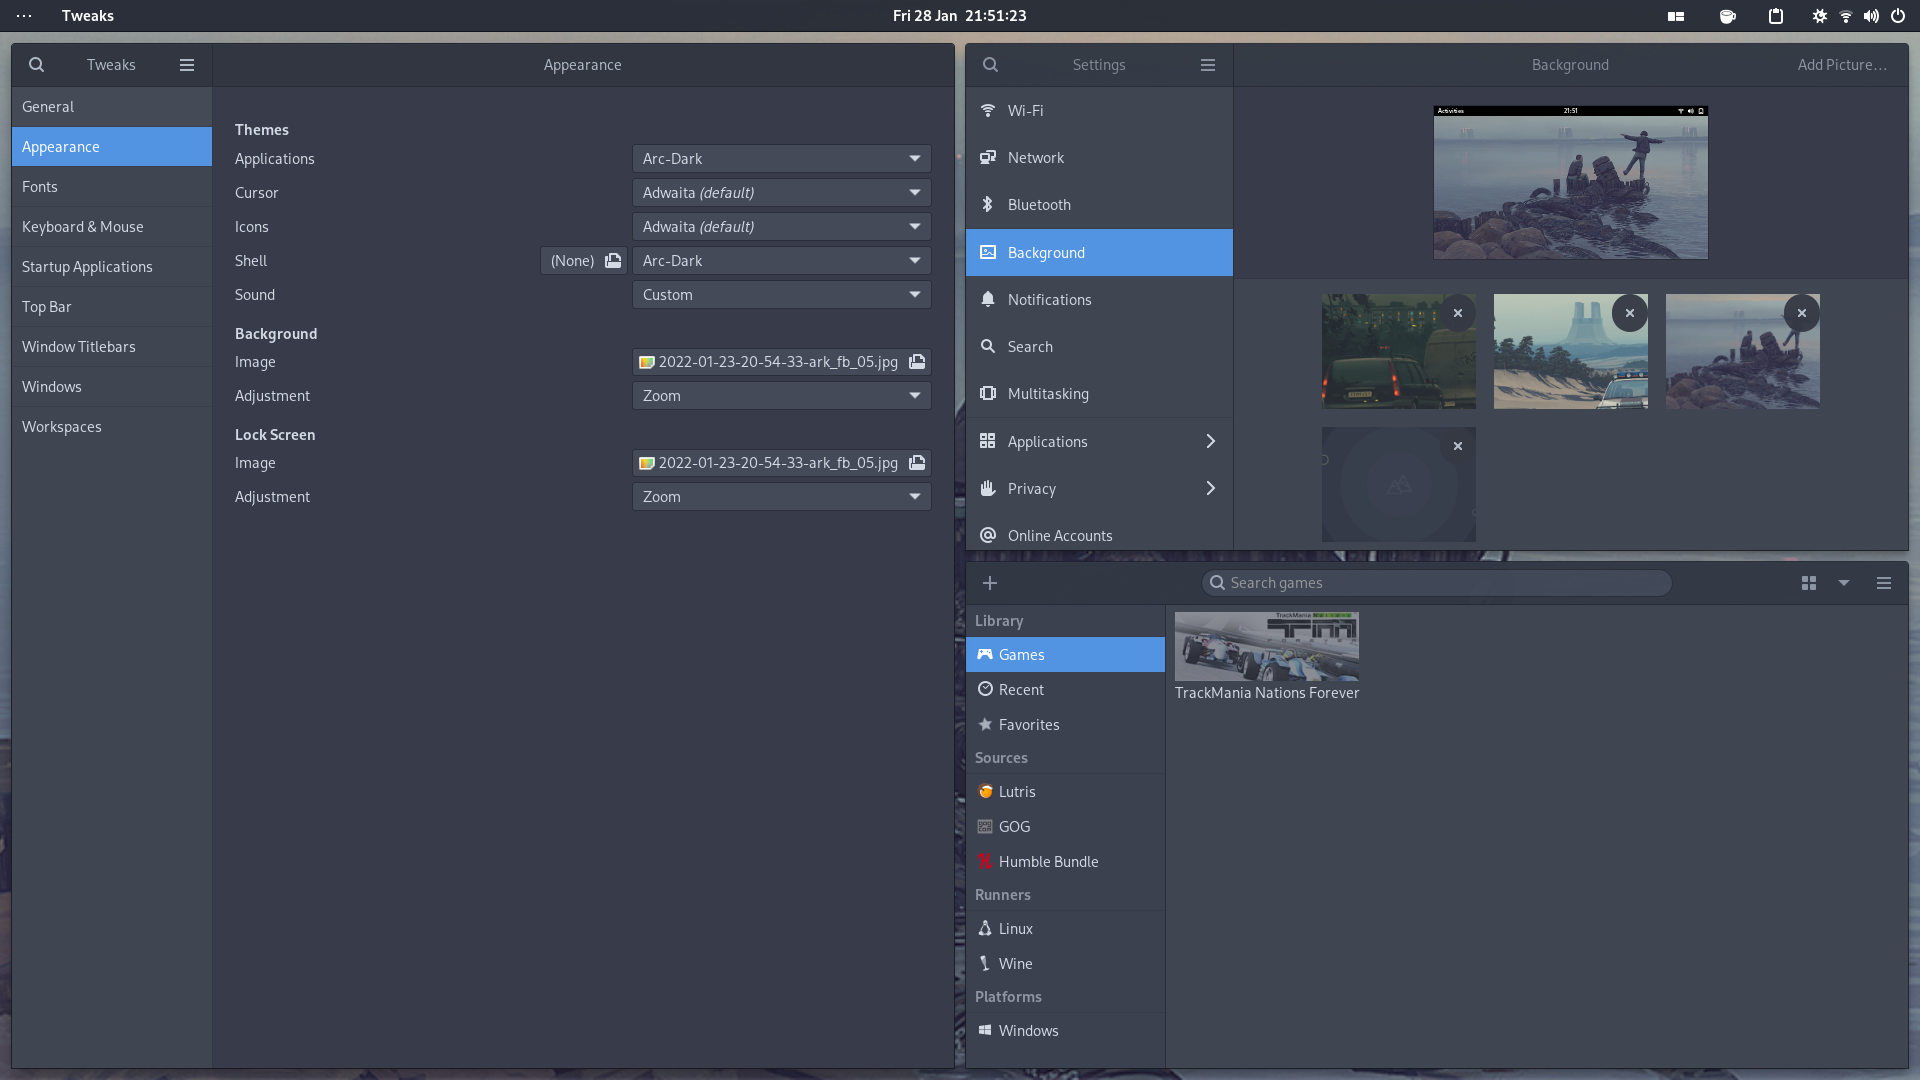 Tweaks
Fri 28 Jan 21:51:23
Tweaks
Appearance
General
Appearance
Fonts
Keyboard & Mouse
Startup Applications
Top Bar
Window Titlebars
Windows
Workspaces
Themes
Applications
Arc-Dark
Cursor
Adwaita (default)
Icons
Adwaita (default)
Shell
(None)
Arc-Dark
Sound
Custom
Background
Image
2022-01-23-20-54-33-ark_fb_05.jpg
Adjustment
Zoom
Lock Screen
Image
2022-01-23-20-54-33-ark_fb_05.jpg
Adjustment
Zoom
Settings
Background
Add Picture…
Wi-Fi
Network
Bluetooth
Background
Notifications
Search
Multitasking
Applications
Privacy
Online Accounts
Activities
21:51
Search games
Library
Games
Recent
Favorites
Sources
Lutris
GOG
Humble Bundle
Runners
Linux
Wine
Platforms
Windows
TrackMania
TrackMania Nations Forever